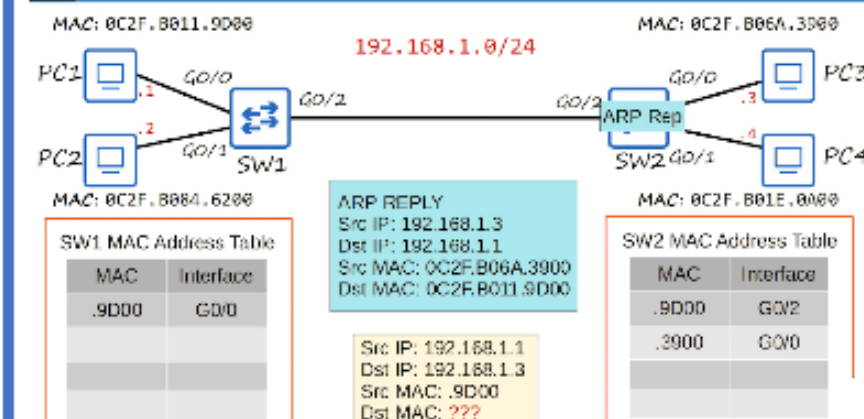 MAC: 0C2F.B011.9D00
MAC: 0C2F.B06A.3900
192.168.1.0/24
PC1
G0/0
.1
G0/2
G0/2
ARP Rep
G0/0
.3
PC3
PC2
.2
G0/1
SW1
SW2
G0/1
.4
PC4
MAC: 0C2F.B084.6200
MAC: 0C2F.B01E.0A00
ARP REPLY
Src IP: 192.168.1.3
Dst IP: 192.168.1.1
Src MAC: 0C2F.B06A.3900
Dst MAC: 0C2F.B011.9D00
SW1 MAC Address Table
MAC Interface
.9D00 G0/0
SW2 MAC Address Table
MAC Interface
.9D00 G0/2
.3900 G0/0
Src IP: 192.168.1.1
Dst IP: 192.168.1.3
Src MAC: .9D00
Dst MAC: ???